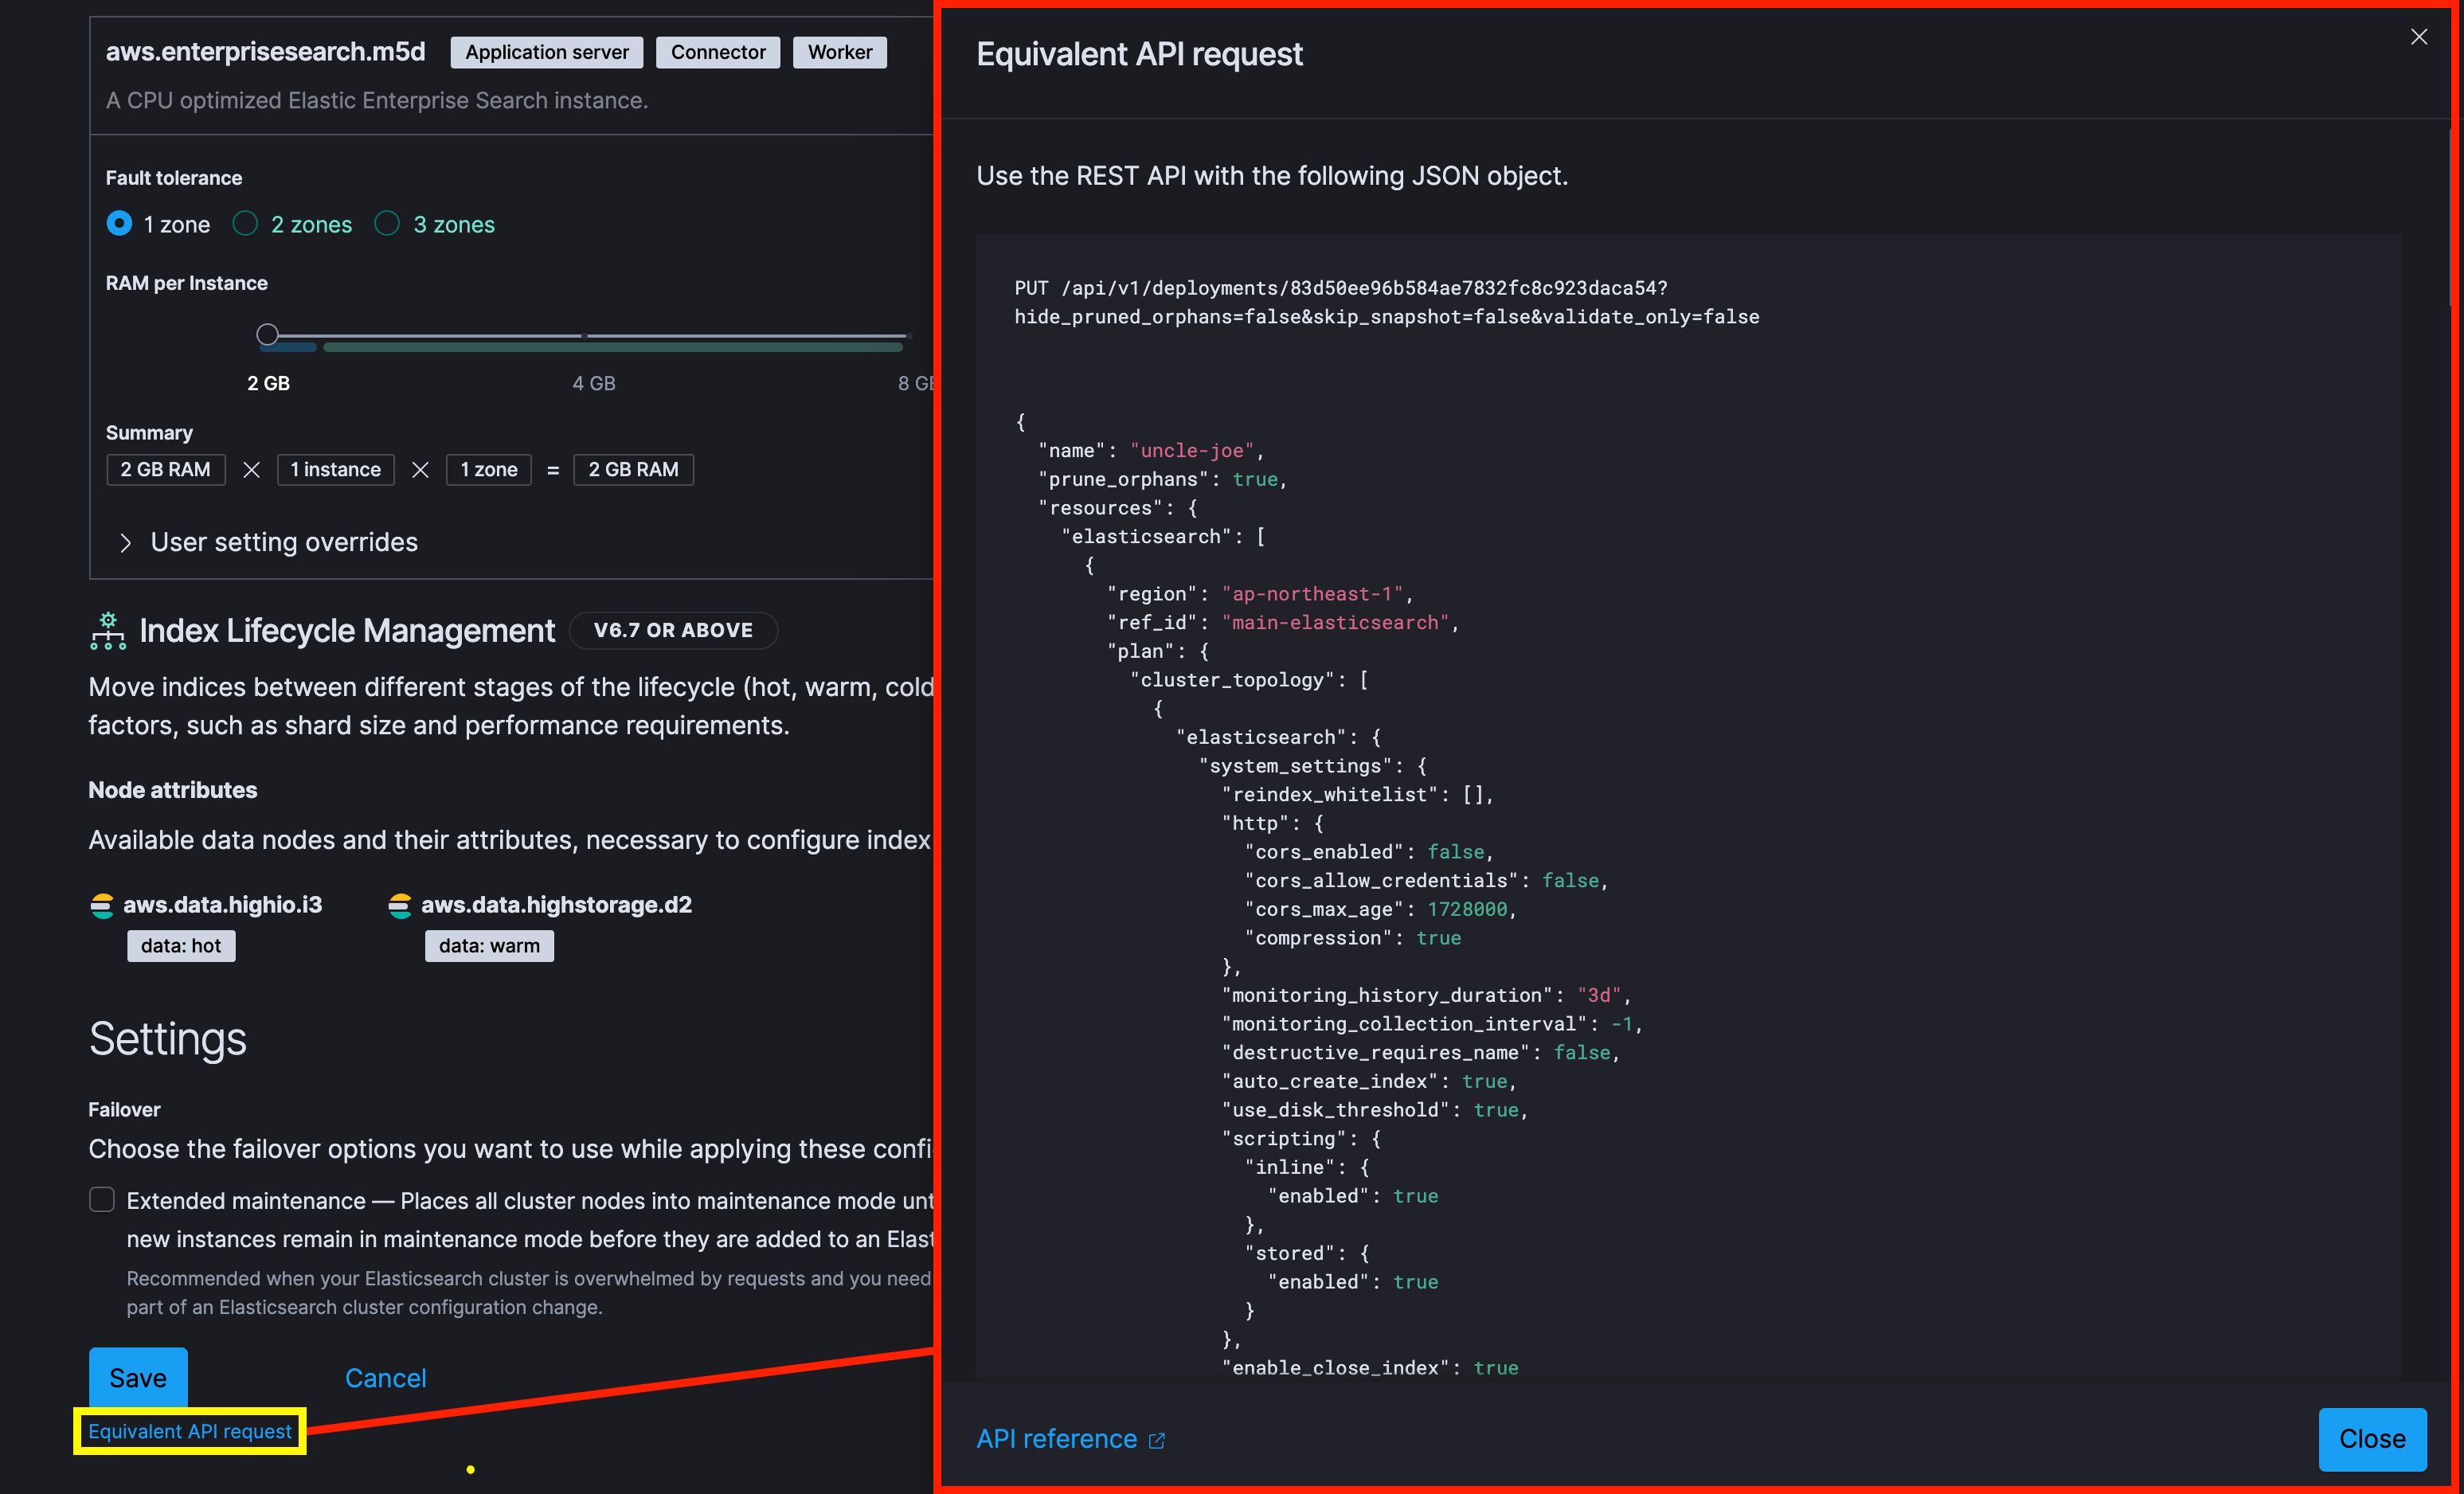 aws.enterprisesearch.m5d Application server Connector Worker
A CPU optimized Elastic Enterprise Search instance.
Fault tolerance
1 zone 2 zones 3 zones
RAM per Instance
2 GB 4 GB 8 GB
Summary
2 GB RAM × 1 instance × 1 zone = 2 GB RAM
User setting overrides
Index Lifecycle Management V6.7 OR ABOVE
Move indices between different stages of the lifecycle (hot, warm, cold
factors, such as shard size and performance requirements.
Node attributes
Available data nodes and their attributes, necessary to configure index
aws.data.highio.i3 aws.data.highstorage.d2
data: hot data: warm
Settings
Failover
Choose the failover options you want to use while applying these confi
Extended maintenance — Places all cluster nodes into maintenance mode unt
new instances remain in maintenance mode before they are added to an Elast
Recommended when your Elasticsearch cluster is overwhelmed by requests and you need
part of an Elasticsearch cluster configuration change.
Save Cancel
Equivalent API request
Equivalent API request
Use the REST API with the following JSON object.
PUT /api/v1/deployments/83d50ee96b584ae7832fc8c923daca54?
hide_pruned_orphans=false&skip_snapshot=false&validate_only=false
{
"name": "uncle-joe",
"prune_orphans": true,
"resources": {
"elasticsearch": [
{
"region": "ap-northeast-1",
"ref_id": "main-elasticsearch",
"plan": {
"cluster_topology": [
{
"elasticsearch": {
"system_settings": {
"reindex_whitelist": [],
"http": {
"cors_enabled": false,
"cors_allow_credentials": false,
"cors_max_age": 1728000,
"compression": true
},
"monitoring_history_duration": "3d",
"monitoring_collection_interval": -1,
"destructive_requires_name": false,
"auto_create_index": true,
"use_disk_threshold": true,
"scripting": {
"inline": {
"enabled": true
},
"stored": {
"enabled": true
}
},
"enable_close_index": true
API reference
Close